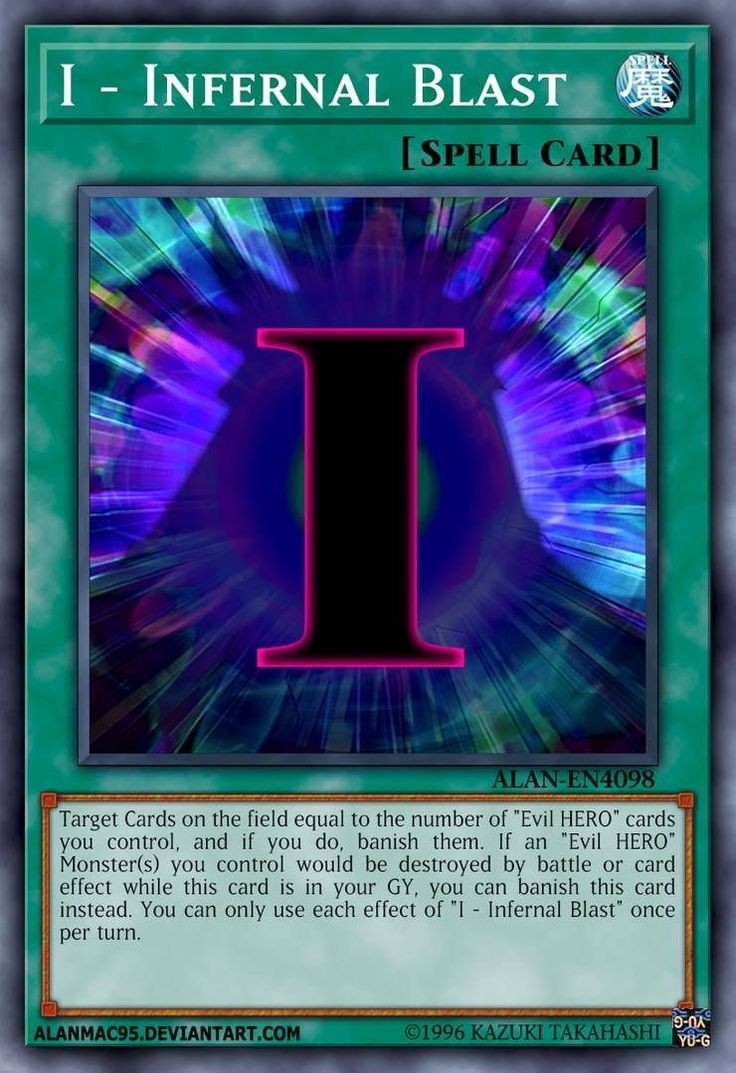 I - Infernal Blast
SPELL
魔
[Spell Card]
I
ALAN-EN4098
Target Cards on the field equal to the number of "Evil HERO" cards
you control, and if you do, banish them. If an "Evil HERO"
Monster(s) you control would be destroyed by battle or card
effect while this card is in your GY, you can banish this card
instead. You can only use each effect of "I - Infernal Blast" once
per turn.
ALANMAC95.DEVIANTART.COM
©1996 KAZUKI TAKAHASHI
YU-G
YU-G